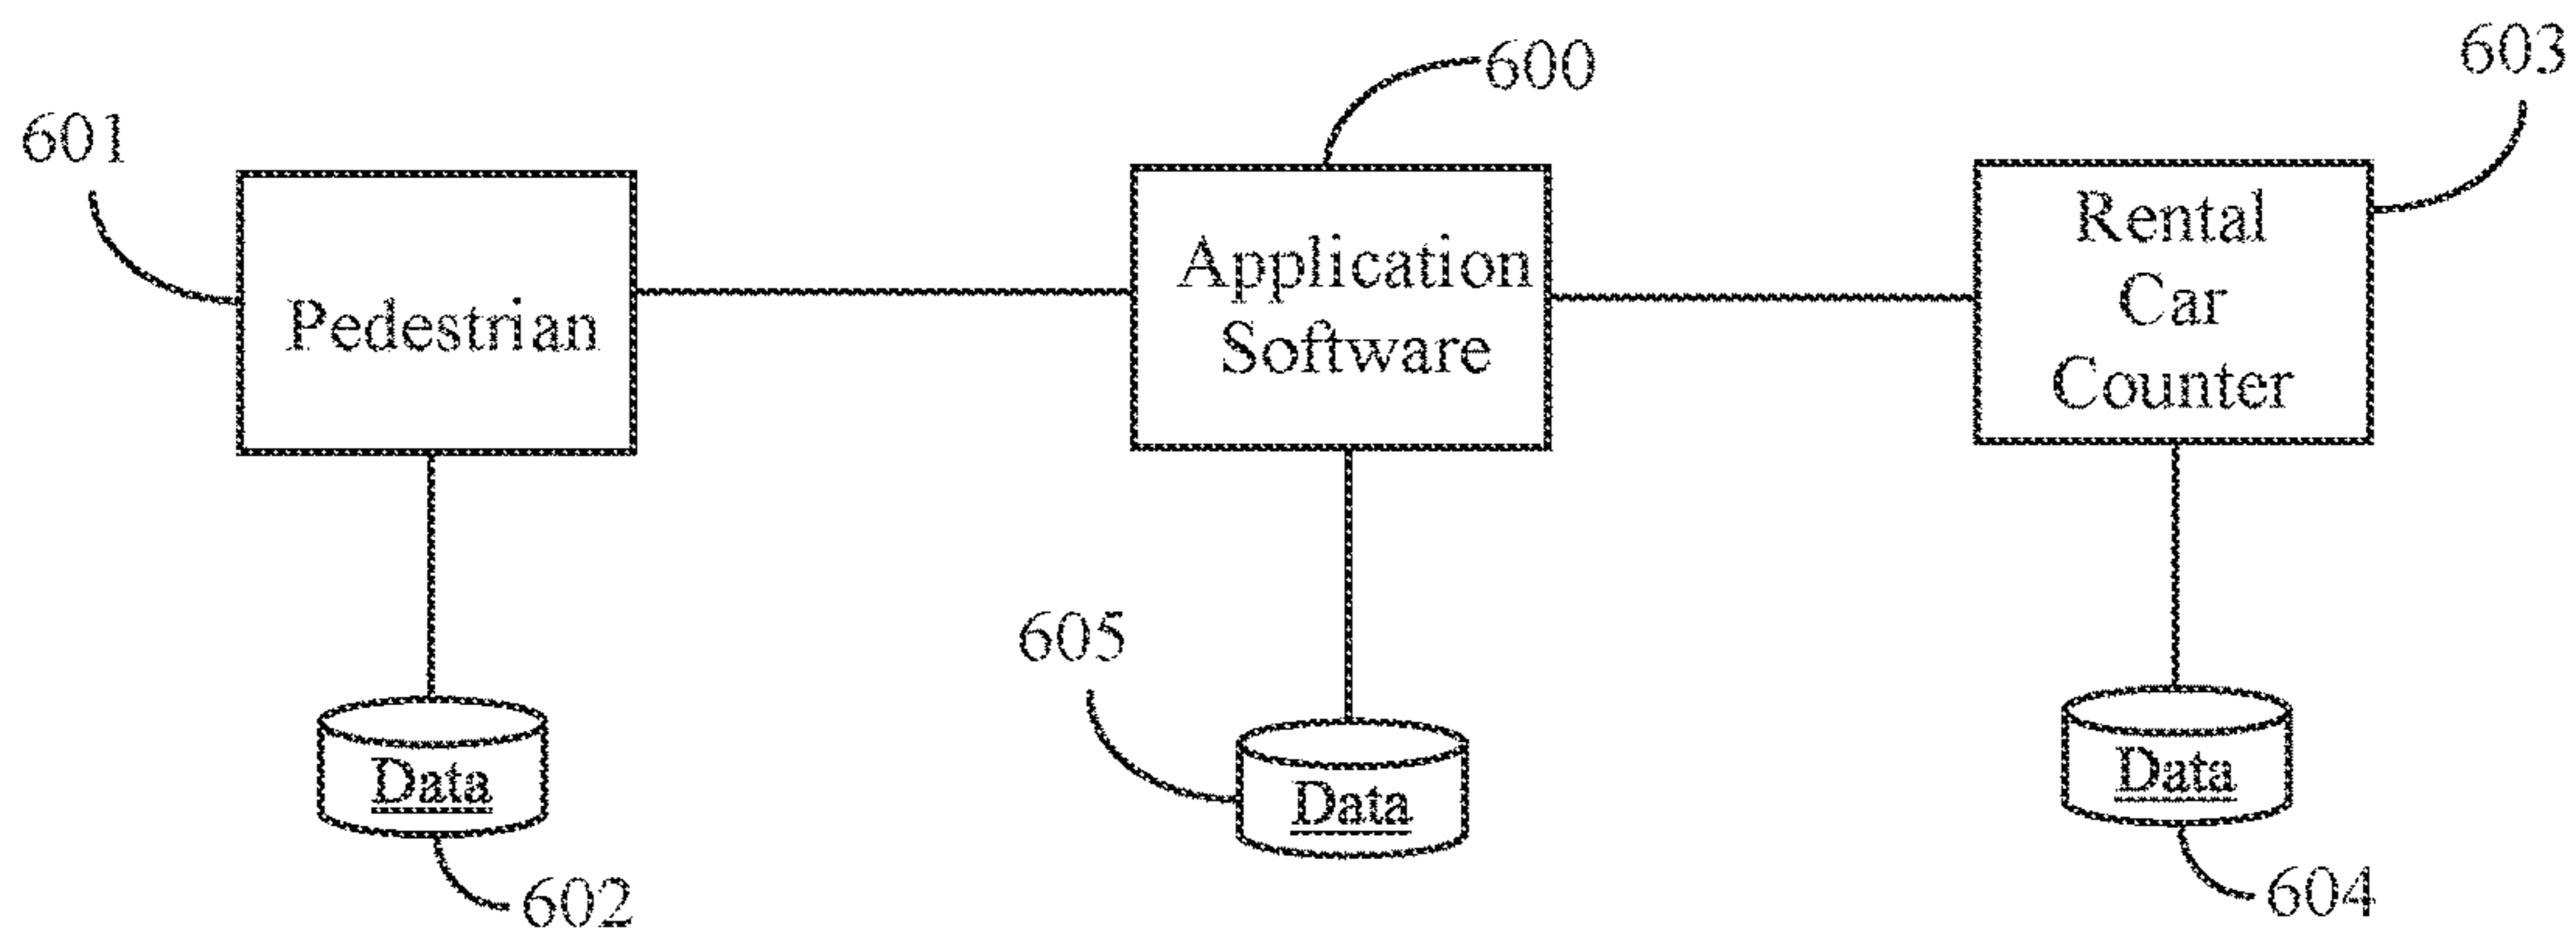 600
603
601
Pedestrian
Application
Software
Rental
Car
Counter
605
Data
Data
Data
602
604